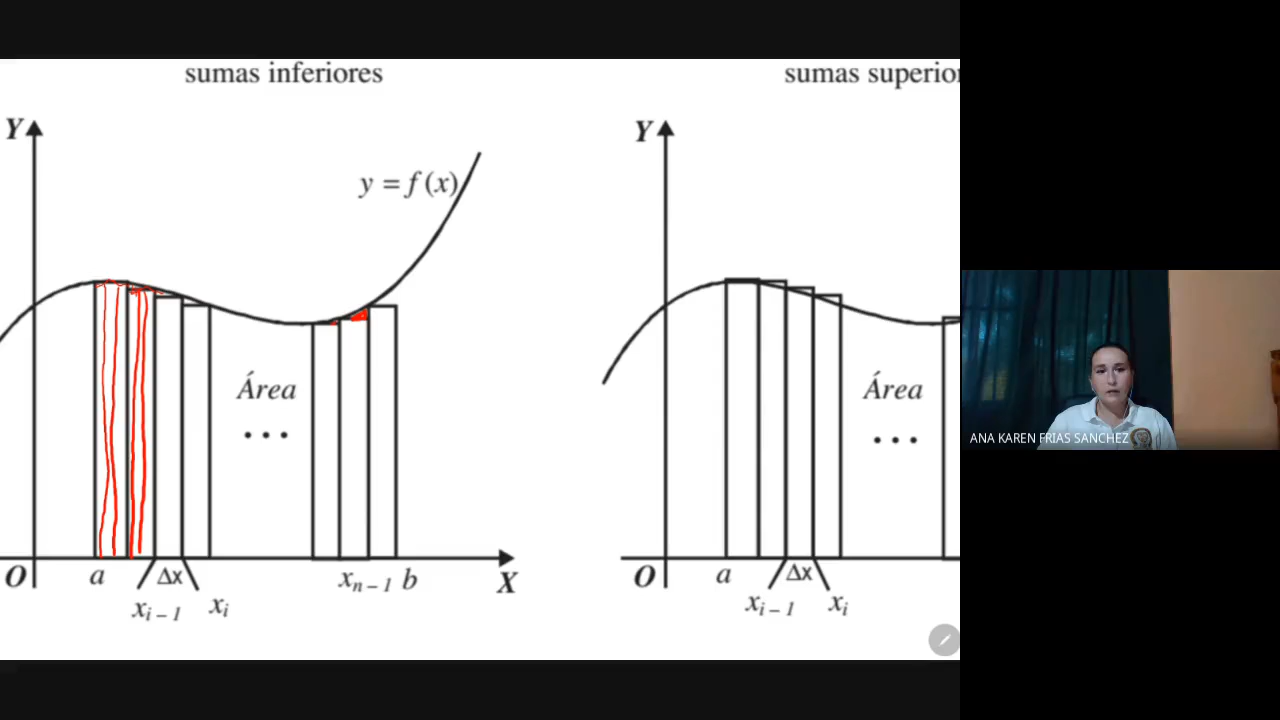 sumas inferiores
Y
y = f(x)
Área
...
O
a
Δx
x_{i-1}
x_i
x_{n-1}
b
X
sumas superior
Y
Área
...
O
a
Δx
x_{i-1}
x_i
ANA KAREN FRIAS SANCHEZ